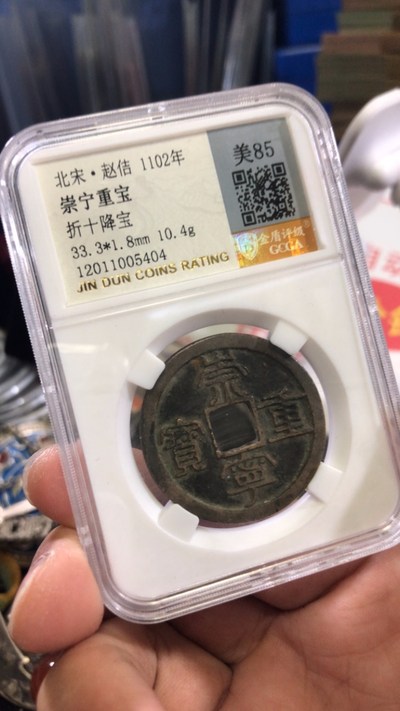 北宋·赵佶 1102年
崇宁重宝
折十降宝
33.3*1.8mm 10.4g
12011005404
JIN DUN COINS RATING
美85
金盾评级
GCGA
崇
重
寧
寶